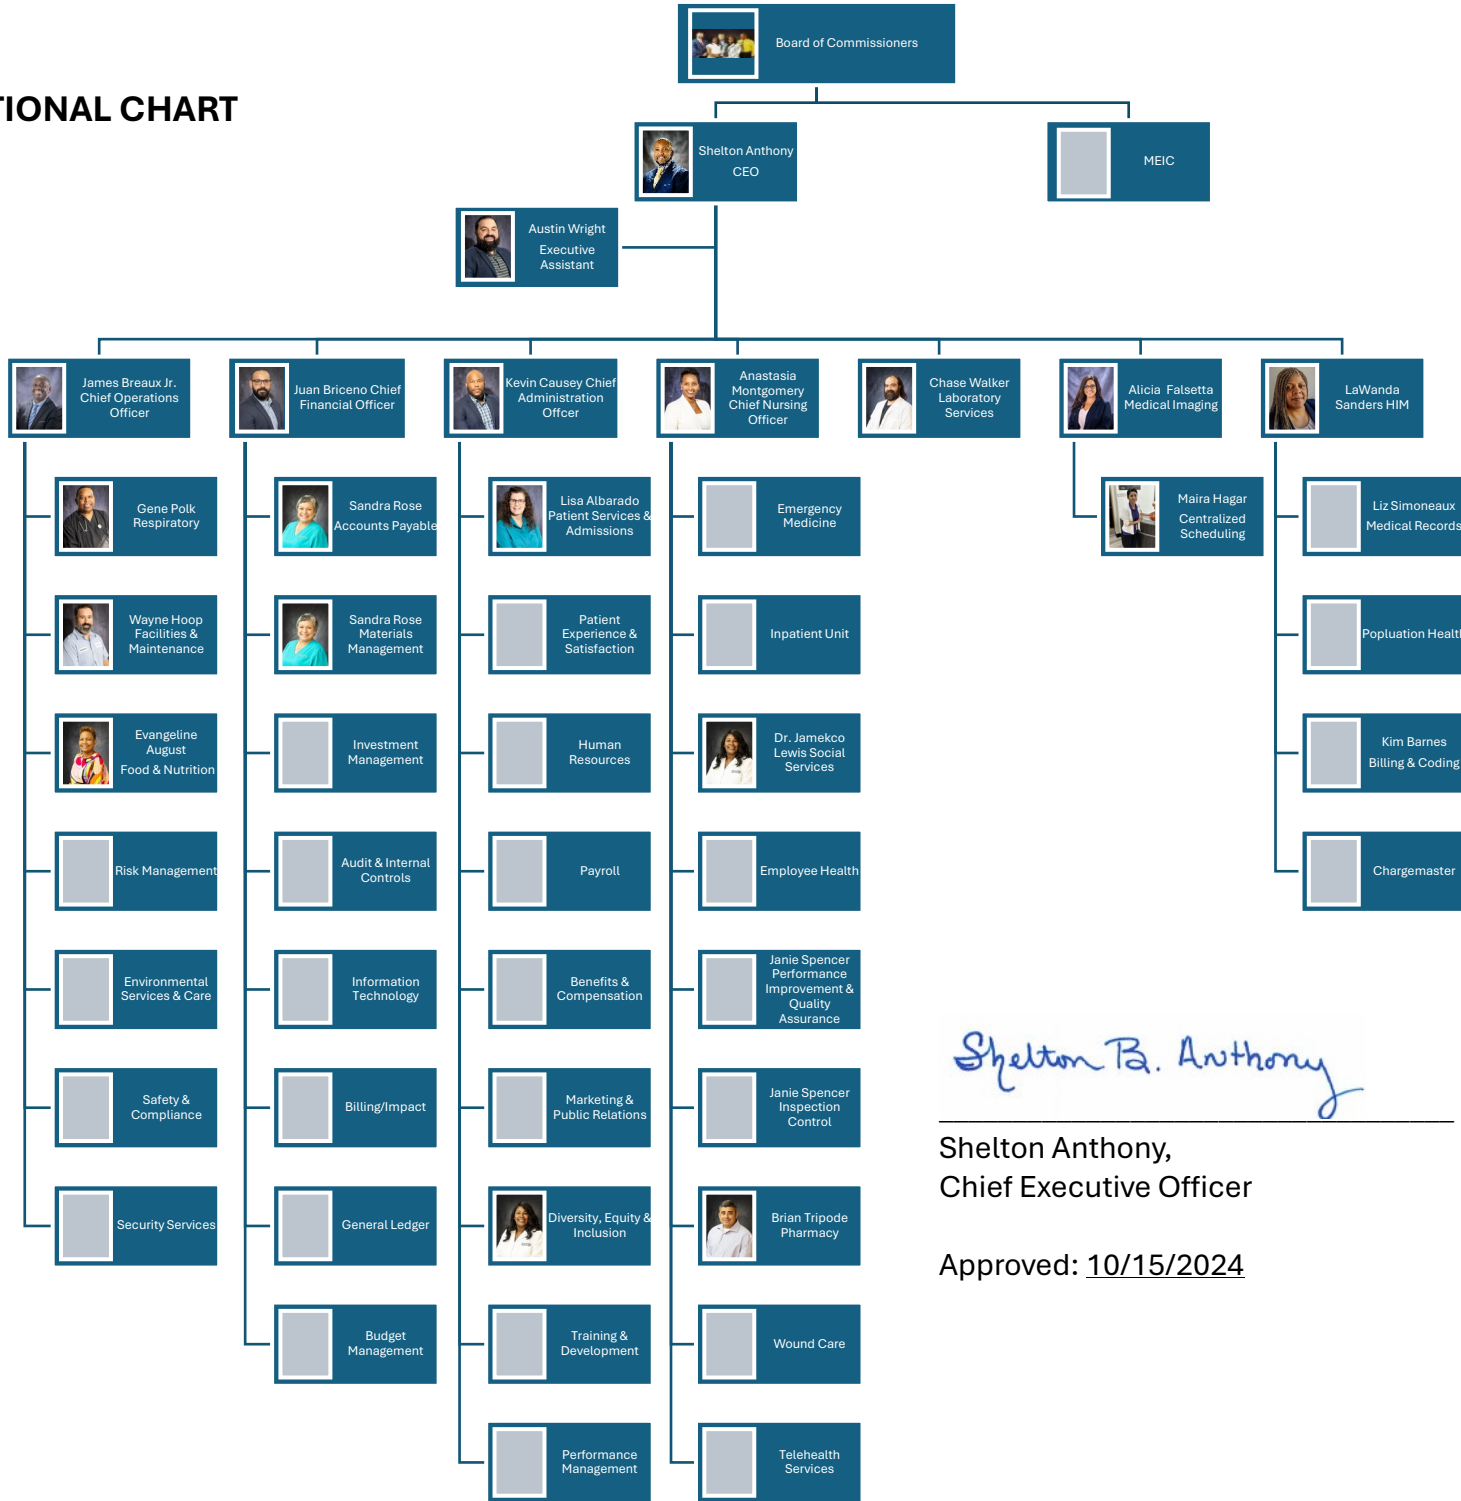 Board of Commissioners
TIONAL CHART
Shelton Anthony
CEO
MEIC
Austin Wright
Executive
Assistant
James Breaux Jr.
Chief Operations
Officer
Juan Briceno Chief
Financial Officer
Kevin Causey Chief
Administration
Offcer
Anastasia
Montgomery
Chief Nursing
Officer
Chase Walker
Laboratory
Services
Alicia  Falsetta
Medical Imaging
LaWanda
Sanders HIM
Gene Polk
Respiratory
Sandra Rose
Accounts Payable
Lisa Albarado
Patient Services &
Admissions
Emergency
Medicine
Maira Hagar
Centralized
Scheduling
Liz Simoneaux
Medical Records
Wayne Hoop
Facilities &
Maintenance
Sandra Rose
Materials
Management
Patient
Experience &
Satisfaction
Inpatient Unit
Popluation Health
Evangeline
August
Food & Nutrition
Investment
Management
Human
Resources
Dr. Jamekco
Lewis Social
Services
Kim Barnes
Billing & Coding
Risk Management
Audit & Internal
Controls
Payroll
Employee Health
Chargemaster
Environmental
Services & Care
Information
Technology
Benefits &
Compensation
Janie Spencer
Performance
Improvement &
Quality
Assurance
Safety &
Compliance
Billing/Impact
Marketing &
Public Relations
Janie Spencer
Inspection
Control
Security Services
General Ledger
Diversity, Equity &
Inclusion
Brian Tripode
Pharmacy
Budget
Management
Training &
Development
Wound Care
Performance
Management
Telehealth
Services
Shelton B. Anthony
Shelton Anthony,
Chief Executive Officer
Approved: 10/15/2024